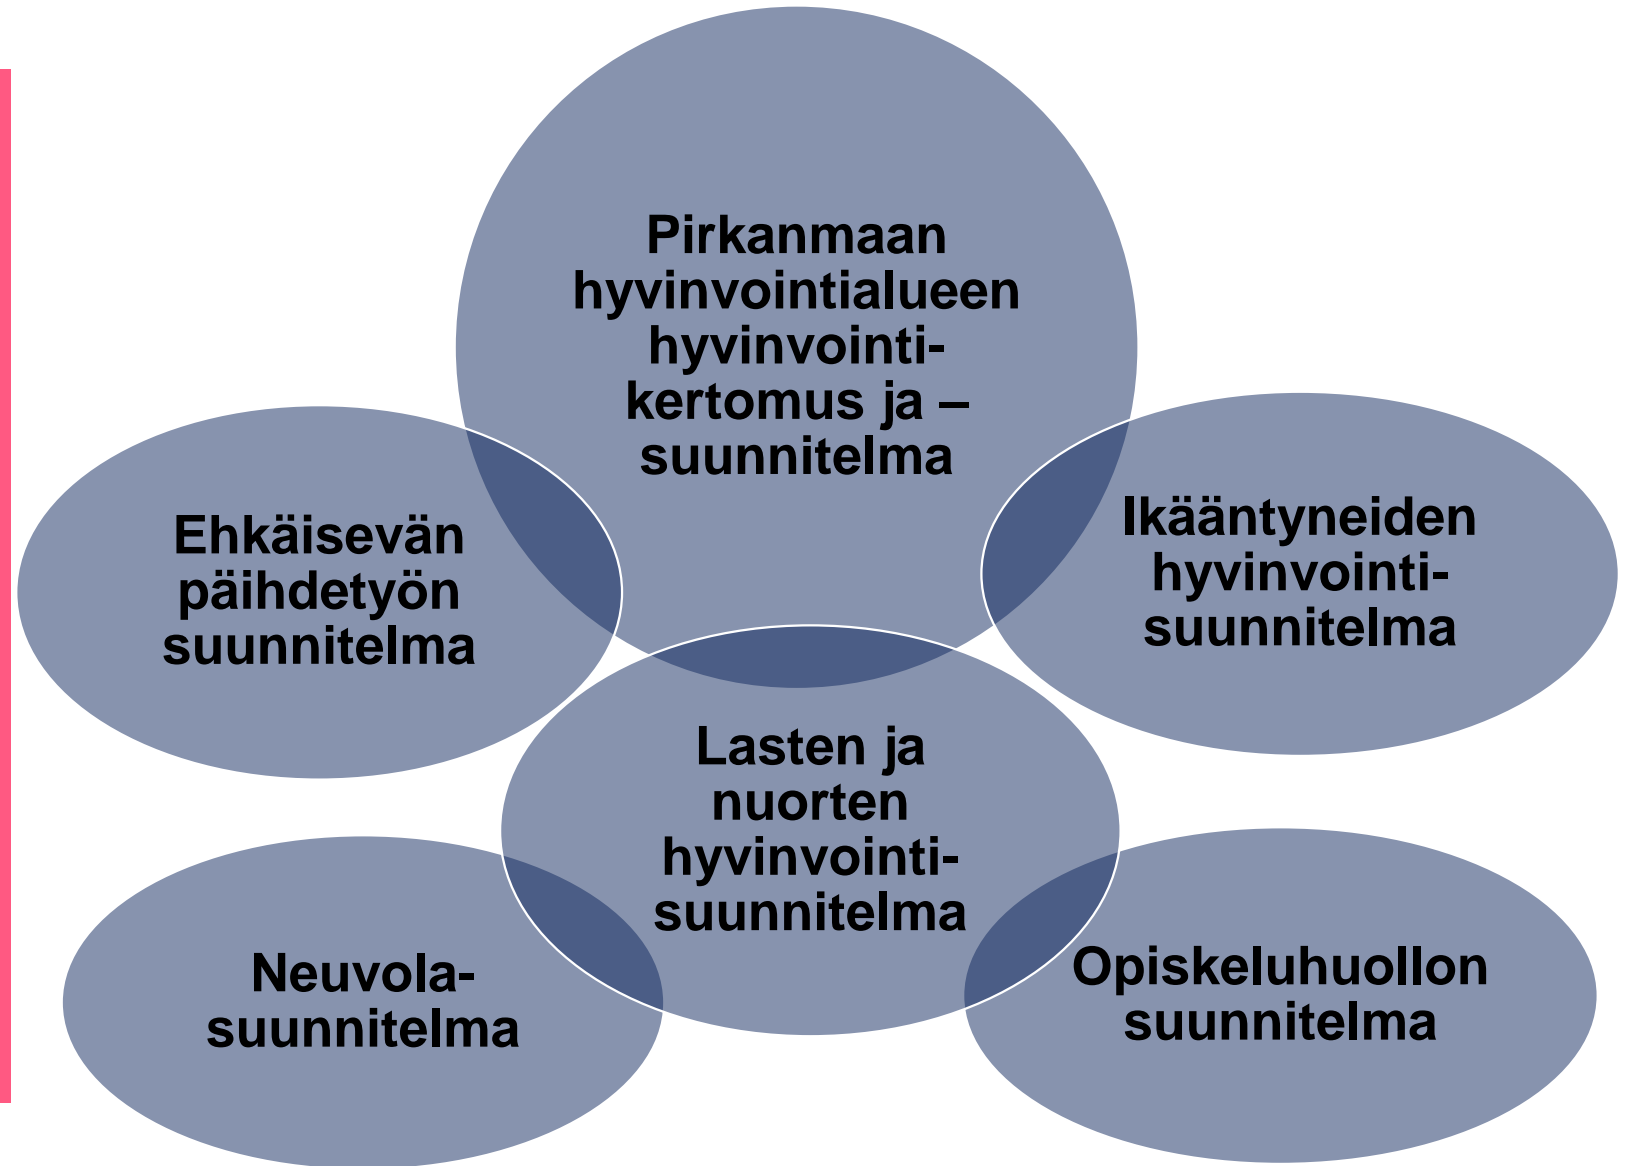 Pirkanmaan
hyvinvointialueen
hyvinvointi-
kertomus ja –
suunnitelma
Ehkäisevän
päihdetyön
suunnitelma
Ikääntyneiden
hyvinvointi-
suunnitelma
Lasten ja
nuorten
hyvinvointi-
suunnitelma
Neuvola-
suunnitelma
Opiskeluhuollon
suunnitelma